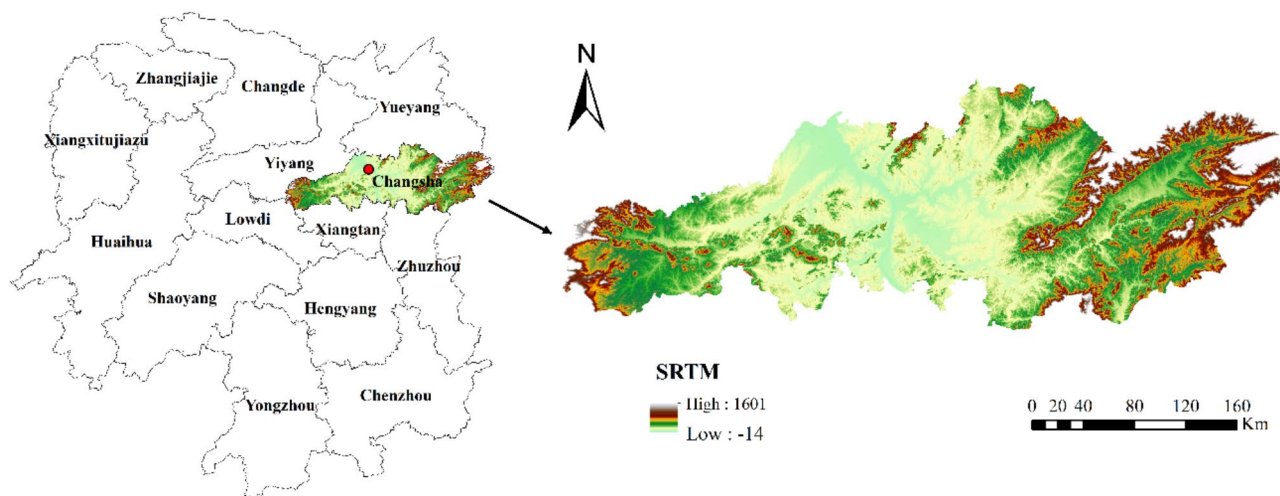 Zhangjiajie
Changde
Yueyang
Xiangxitujiazu
Yiyang
Changsha
Lowdi
Xiangtan
Huaihua
Zhuzhou
Shaoyang
Hengyang
Chenzhou
Yongzhou
N
SRTM
High : 1601
Low : -14
0 20 40 80 120 160
Km